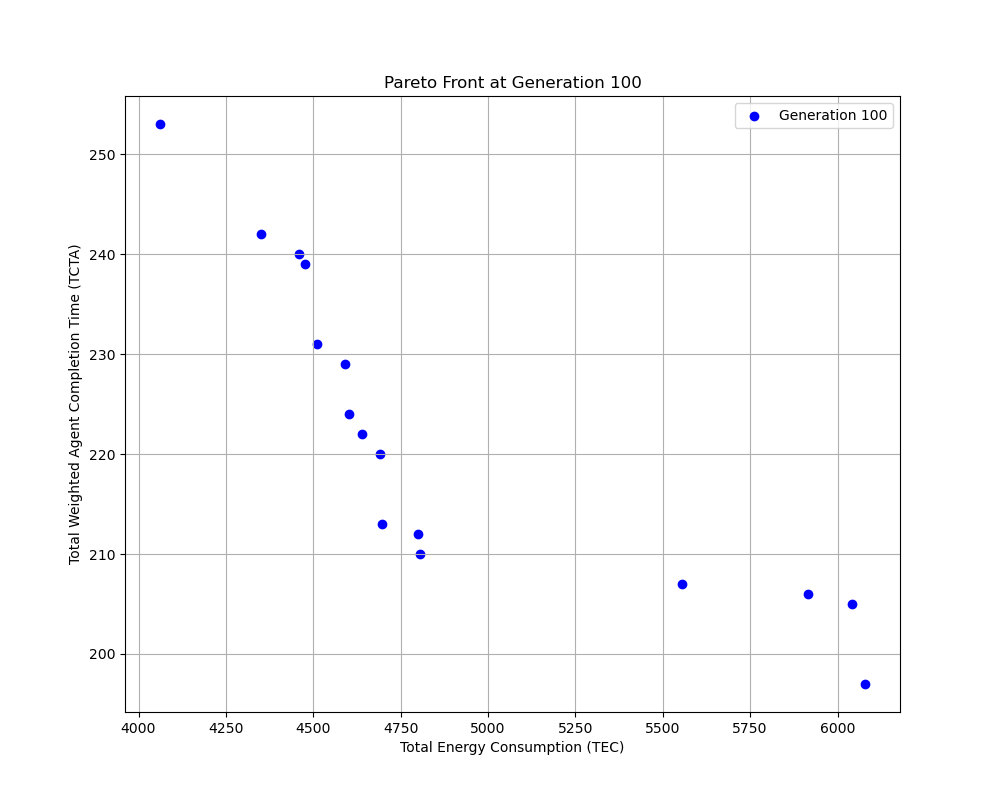 Pareto Front at Generation 100
Generation 100
Total Weighted Agent Completion Time (TCTA)
250
240
230
220
210
200
4000 4250 4500 4750 5000 5250 5500 5750 6000
Total Energy Consumption (TEC)